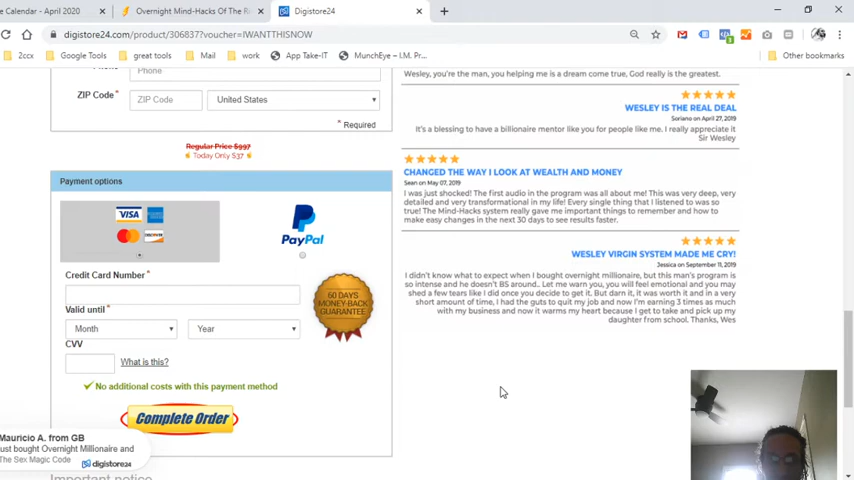 e Calendar - April 2020
Overnight Mind-Hacks Of The R
Digistore24
digistore24.com/product/306837?voucher=IWANTTHISNOW
2ccx
Google Tools
great tools
Mail
work
App Take-IT
MunchEye – I.M. Pr...
Other bookmarks
Phone
ZIP Code *
ZIP Code
United States
* Required
Regular Price $997
Today Only $37
Payment options
VISA
AMERICAN EXPRESS
DISCOVER
PayPal
Credit Card Number *
Valid until: *
Month
Year
CVV
What is this?
60 DAYS
MONEY-BACK
GUARANTEE
No additional costs with this payment method
Complete Order
Mauricio A. from GB
ust bought Overnight Millionaire and
The Sex Magic Code
digistore24
Important notice
Wesley, you're the man, you helping me is a dream come true, God really is the greatest.
WESLEY IS THE REAL DEAL
Soriano on April 27, 2019
It's a blessing to have a billionaire mentor like you for people like me. I really appreciate it
Sir Wesley
CHANGED THE WAY I LOOK AT WEALTH AND MONEY
Sean on May 07, 2019
I was just shocked! The first audio in the program was all about me! This was very deep, very
detailed and very transformational in my life! Every single thing that I listened to was so
true! The Mind-Hacks system really gave me important things to remember and how to
make easy changes in the next 30 days to see results faster.
WESLEY VIRGIN SYSTEM MADE ME CRY!
Jessica on September 11, 2019
I didn't know what to expect when I bought overnight millionaire, but this man's program is
so intense and he doesn't BS around.. Let me warn you, you will feel emotional and you may
shed a few tears like I did once you decide to get it. But darn it, it was worth it and in a very
short amount of time, I had the guts to quit my job and now I'm earning 3 times as much
with my business and now it warms my heart because I get to take and pick up my
daughter from school. Thanks, Wes